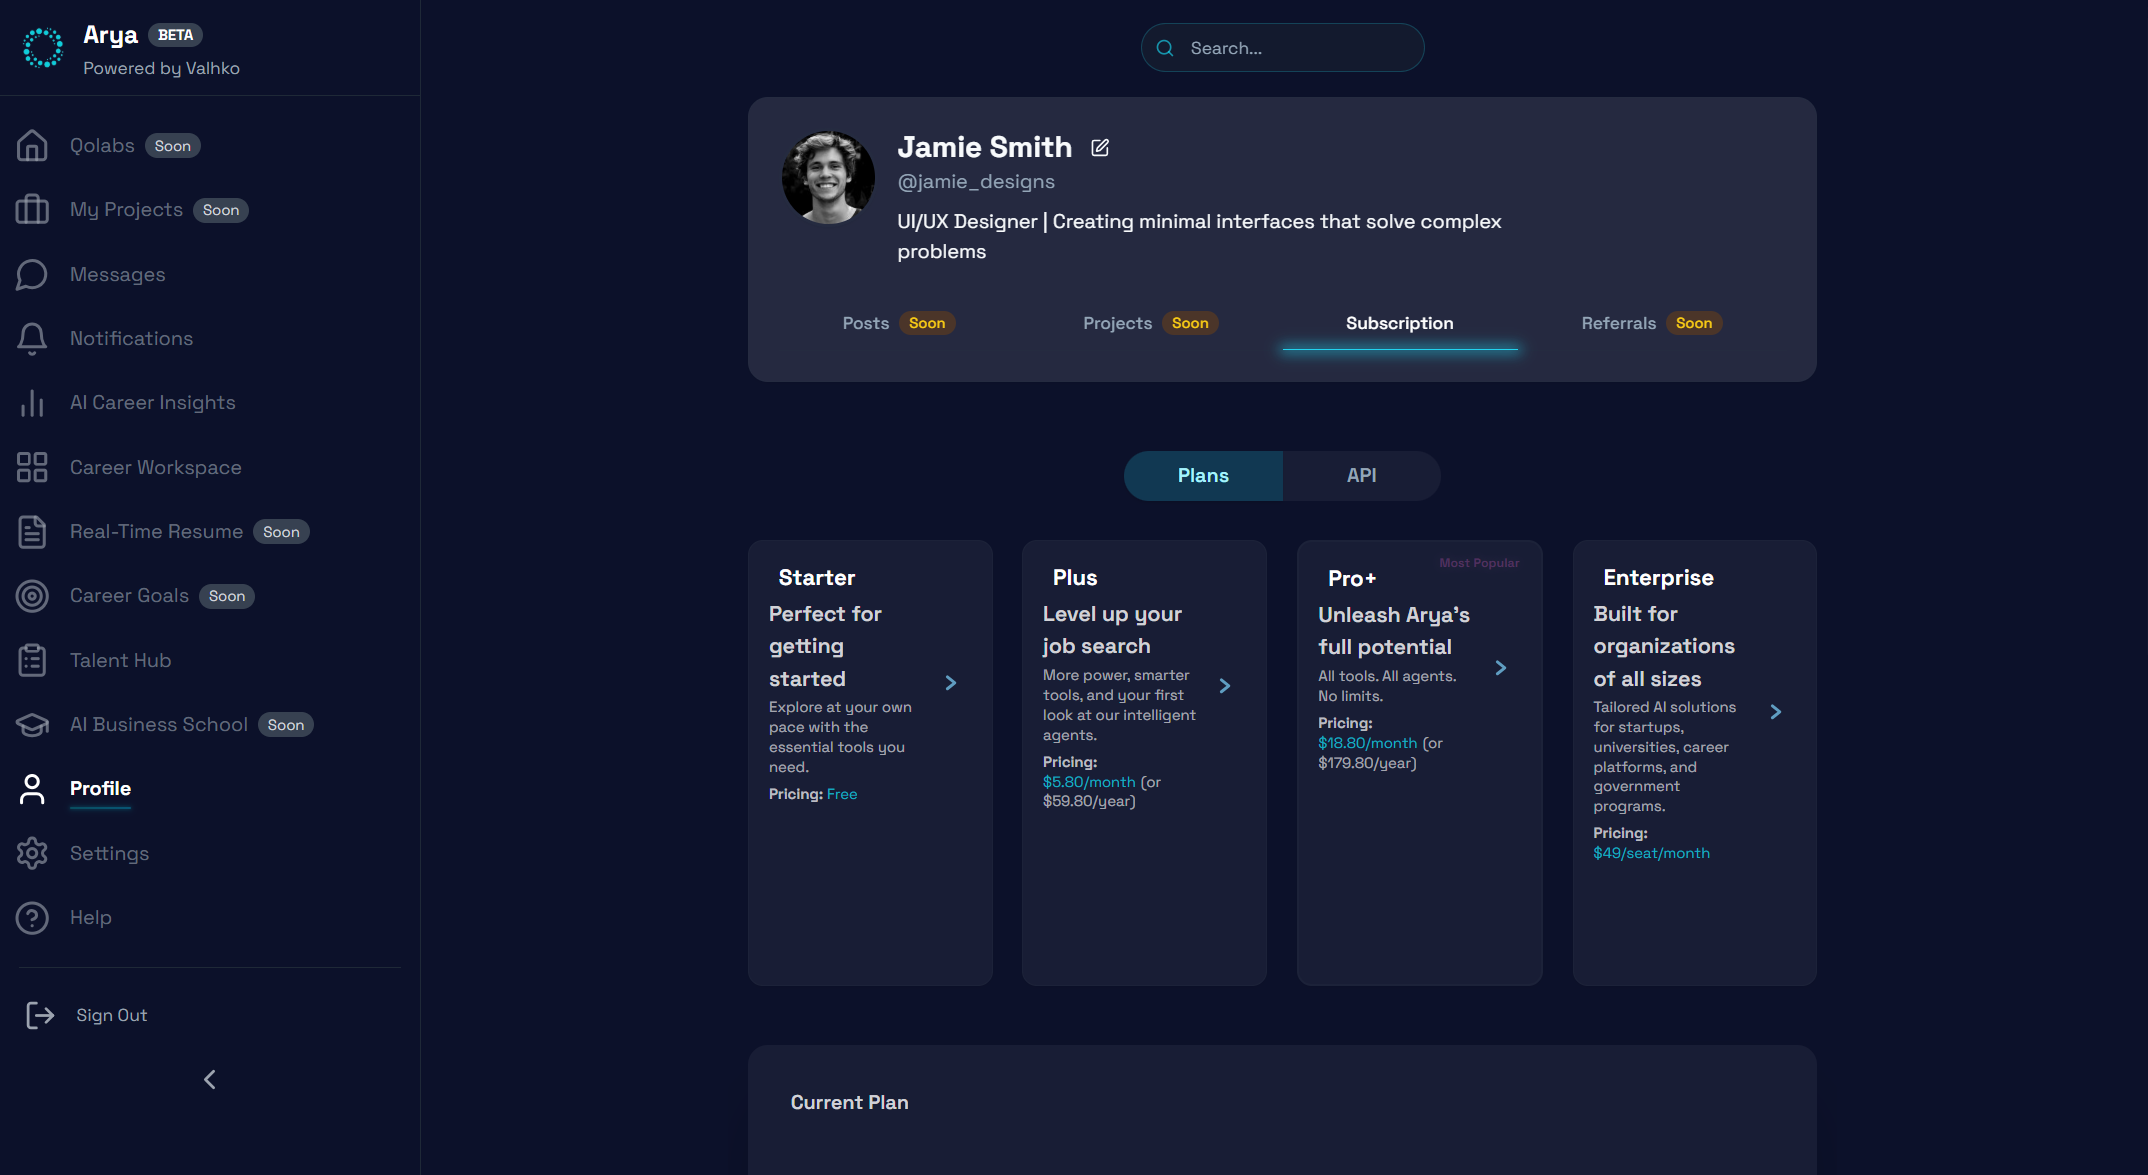 Arya BETA
Powered by Valhko
Qolabs Soon
My Projects Soon
Messages
Notifications
AI Career Insights
Career Workspace
Real-Time Resume Soon
Career Goals Soon
Talent Hub
AI Business School Soon
Profile
Settings
Help
Sign Out
Search...
Jamie Smith
@jamie_designs
UI/UX Designer | Creating minimal interfaces that solve complex
problems
Posts Soon
Projects Soon
Subscription
Referrals Soon
Plans
API
Starter
Perfect for
getting
started
Explore at your own
pace with the
essential tools you
need.
Pricing: Free
Plus
Level up your
job search
More power, smarter
tools, and your first
look at our intelligent
agents.
Pricing:
$5.80/month (or
$59.80/year)
Most Popular
Pro+
Unleash Arya's
full potential
All tools. All agents.
No limits.
Pricing:
$18.80/month (or
$179.80/year)
Enterprise
Built for
organizations
of all sizes
Tailored AI solutions
for startups,
universities, career
platforms, and
government
programs.
Pricing:
$49/seat/month
Current Plan